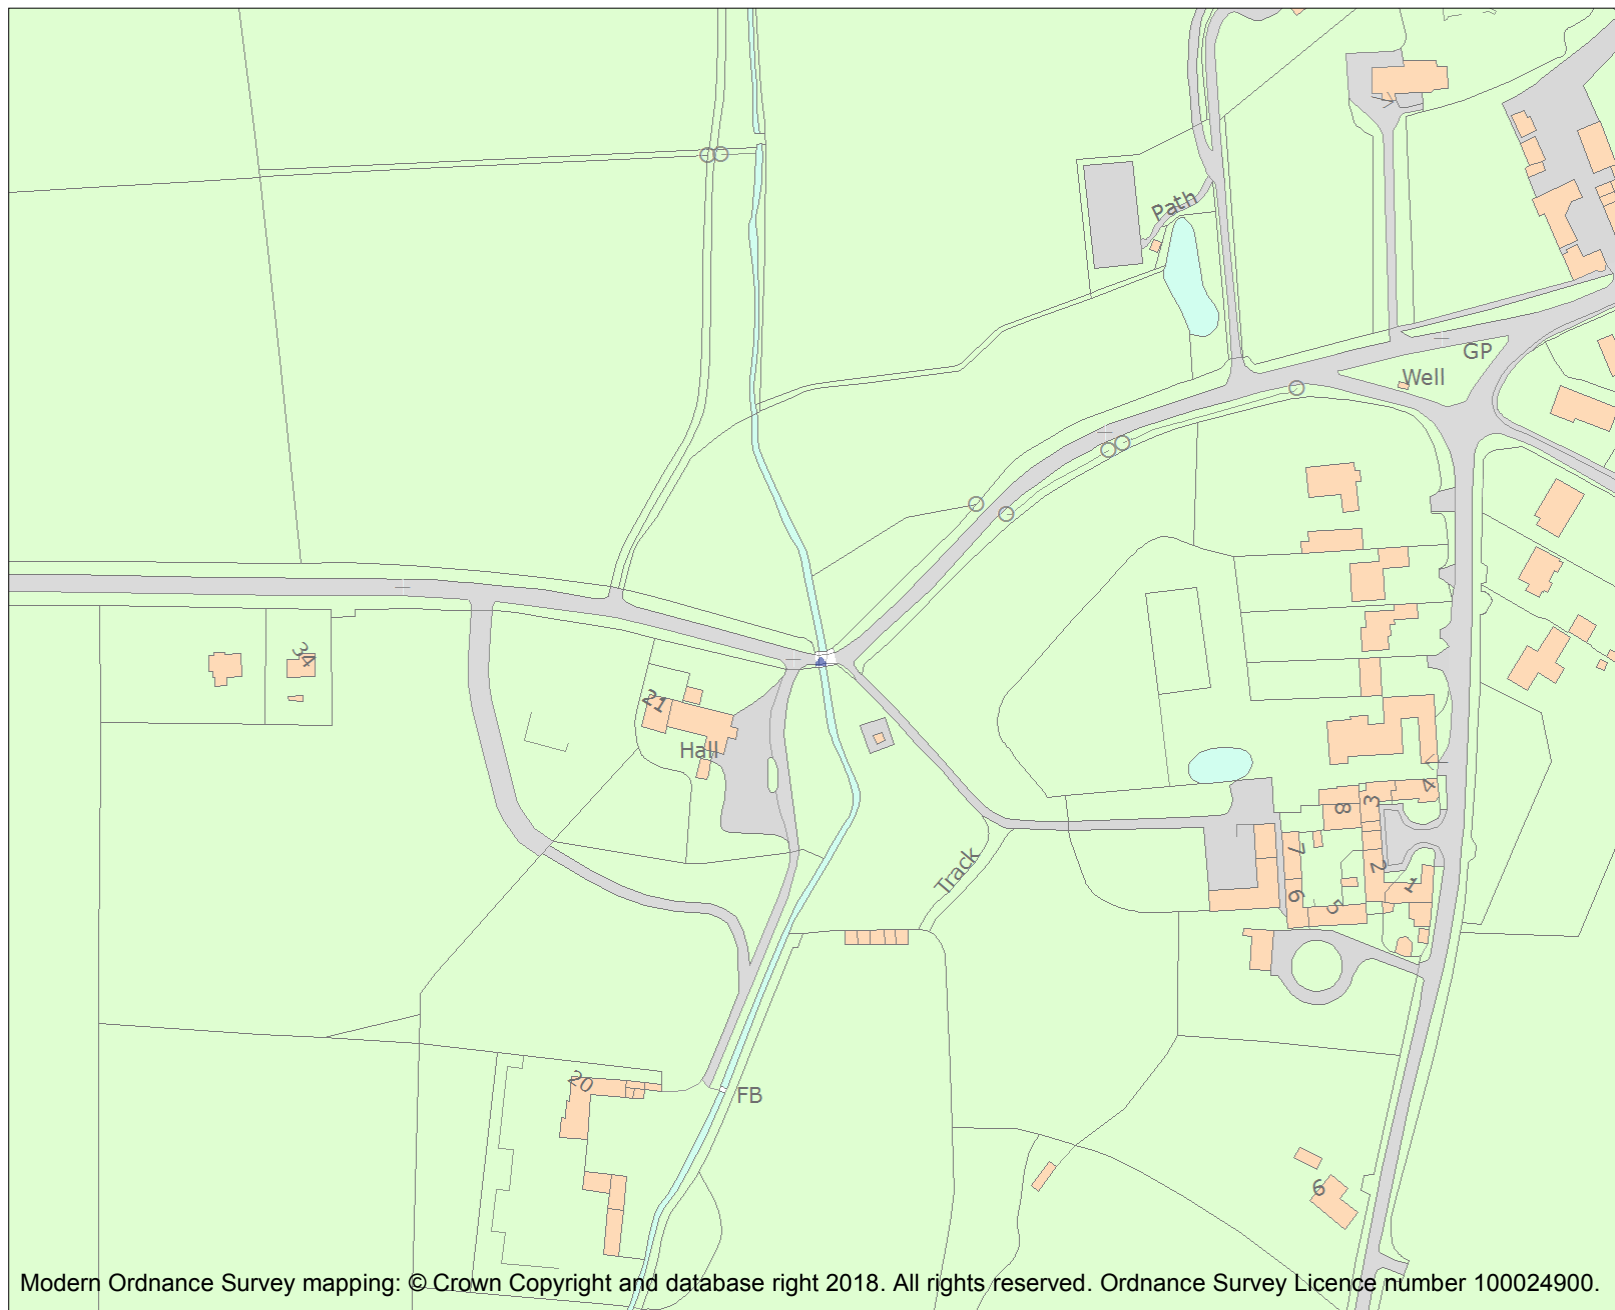 Path
GP
Well
34
21
Hall
4
3
8
7
2
1
6
5
Track
20
FB
6
Modern Ordnance Survey mapping: © Crown Copyright and database right 2018. All rights reserved. Ordnance Survey Licence number 100024900.